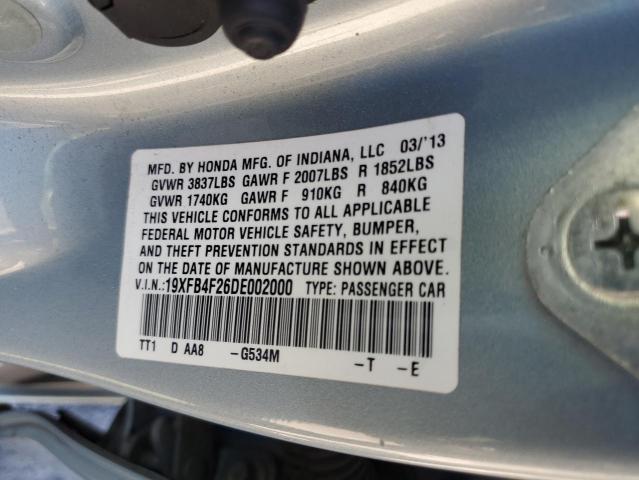 MFD. BY HONDA MFG. OF INDIANA, LLC 03/'13
GVWR 3837LBS GAWR F 2007LBS R 1852LBS
GVWR 1740KG GAWR F 910KG R 840KG
THIS VEHICLE CONFORMS TO ALL APPLICABLE
FEDERAL MOTOR VEHICLE SAFETY, BUMPER,
AND THEFT PREVENTION STANDARDS IN EFFECT
ON THE DATE OF MANUFACTURE SHOWN ABOVE.
V.I.N.:19XFB4F26DE002000 TYPE: PASSENGER CAR
TT1 D AA8 -G534M -T -E